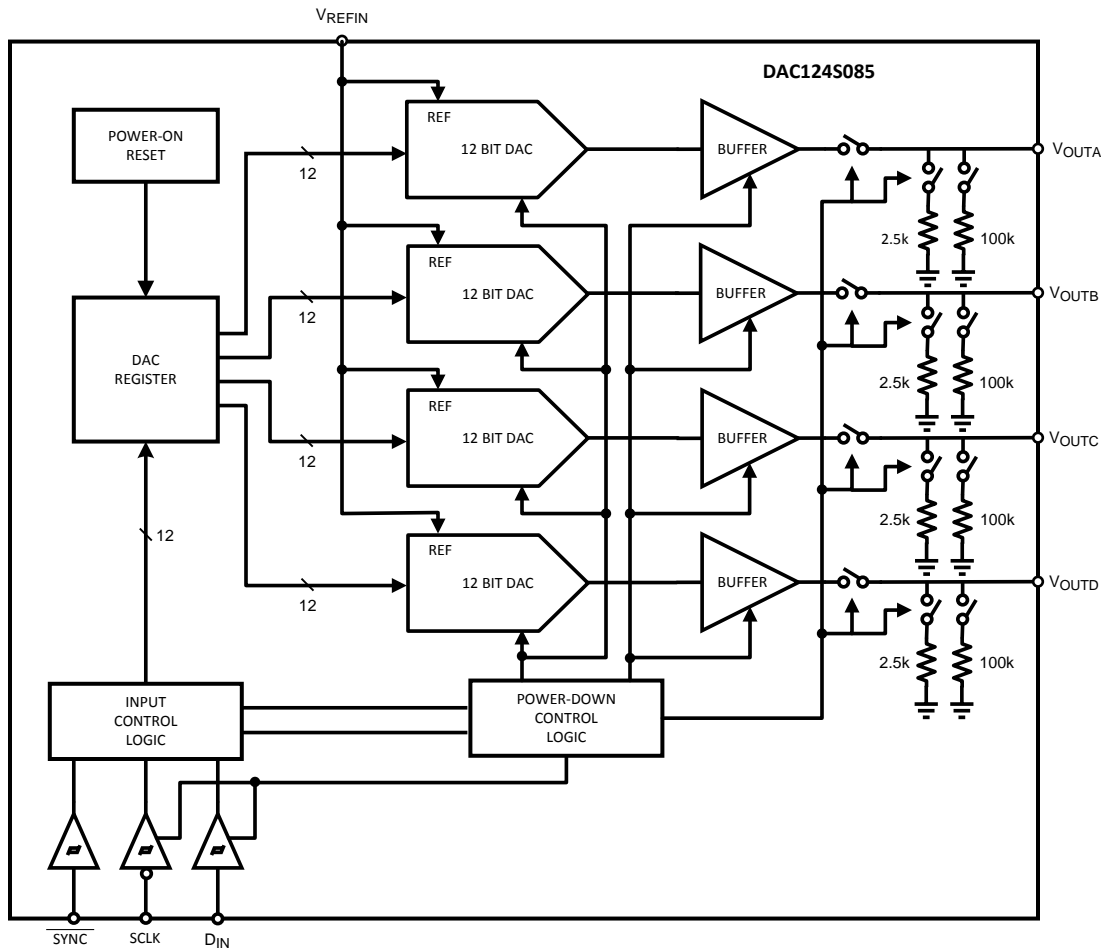 VREFIN
DAC124S085
POWER-ON
RESET
REF
12 BIT DAC
BUFFER
VOUTA
12
2.5k
100k
REF
12 BIT DAC
BUFFER
VOUTB
12
2.5k
100k
DAC
REGISTER
REF
12 BIT DAC
BUFFER
VOUTC
12
2.5k
100k
12
REF
12 BIT DAC
BUFFER
VOUTD
12
2.5k
100k
INPUT
CONTROL
LOGIC
POWER-DOWN
CONTROL
LOGIC
SYNC
SCLK
DIN